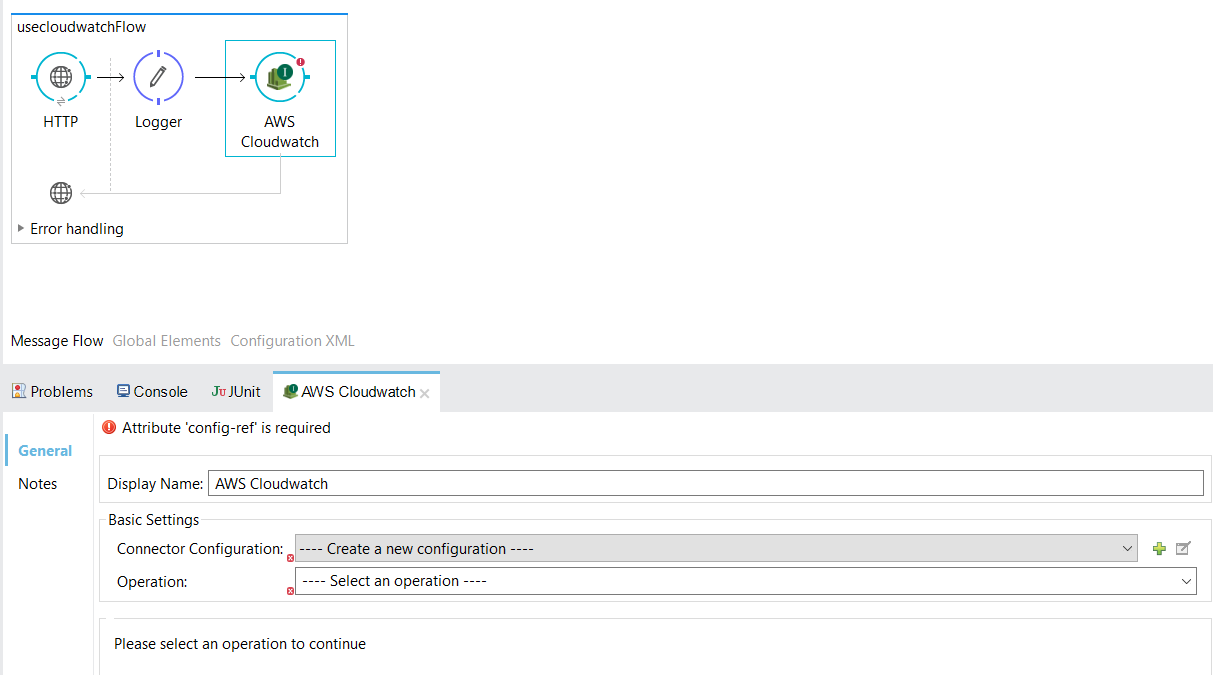 usecloudwatchFlow
HTTP
Logger
AWS
Cloudwatch
Error handling
Message Flow Global Elements Configuration XML
Problems Console JU JUnit AWS Cloudwatch
General
Notes
Attribute 'config-ref' is required
Display Name: AWS Cloudwatch
Basic Settings
Connector Configuration: ---- Create a new configuration ----
Operation: ---- Select an operation ----
Please select an operation to continue